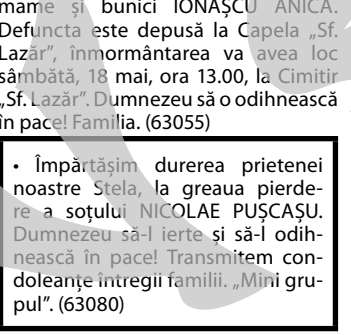 mame și bunici IONAȘCU ANICA.
Defuncta este depusă la Capela „Sf.
Lazăr”, înmormântarea va avea loc
sâmbătă, 18 mai, ora 13.00, la Cimitir
„Sf. Lazăr”. Dumnezeu să o odihnească
în pace! Familia. (63055)
• Împărtășim durerea prietenei
noastre Stela, la greaua pierde-
re a soțului NICOLAE PUȘCAȘU.
Dumnezeu să-l ierte și să-l odih-
nească în pace! Transmitem con-
doleanțe întregii familii. „Mini gru-
pul”. (63080)